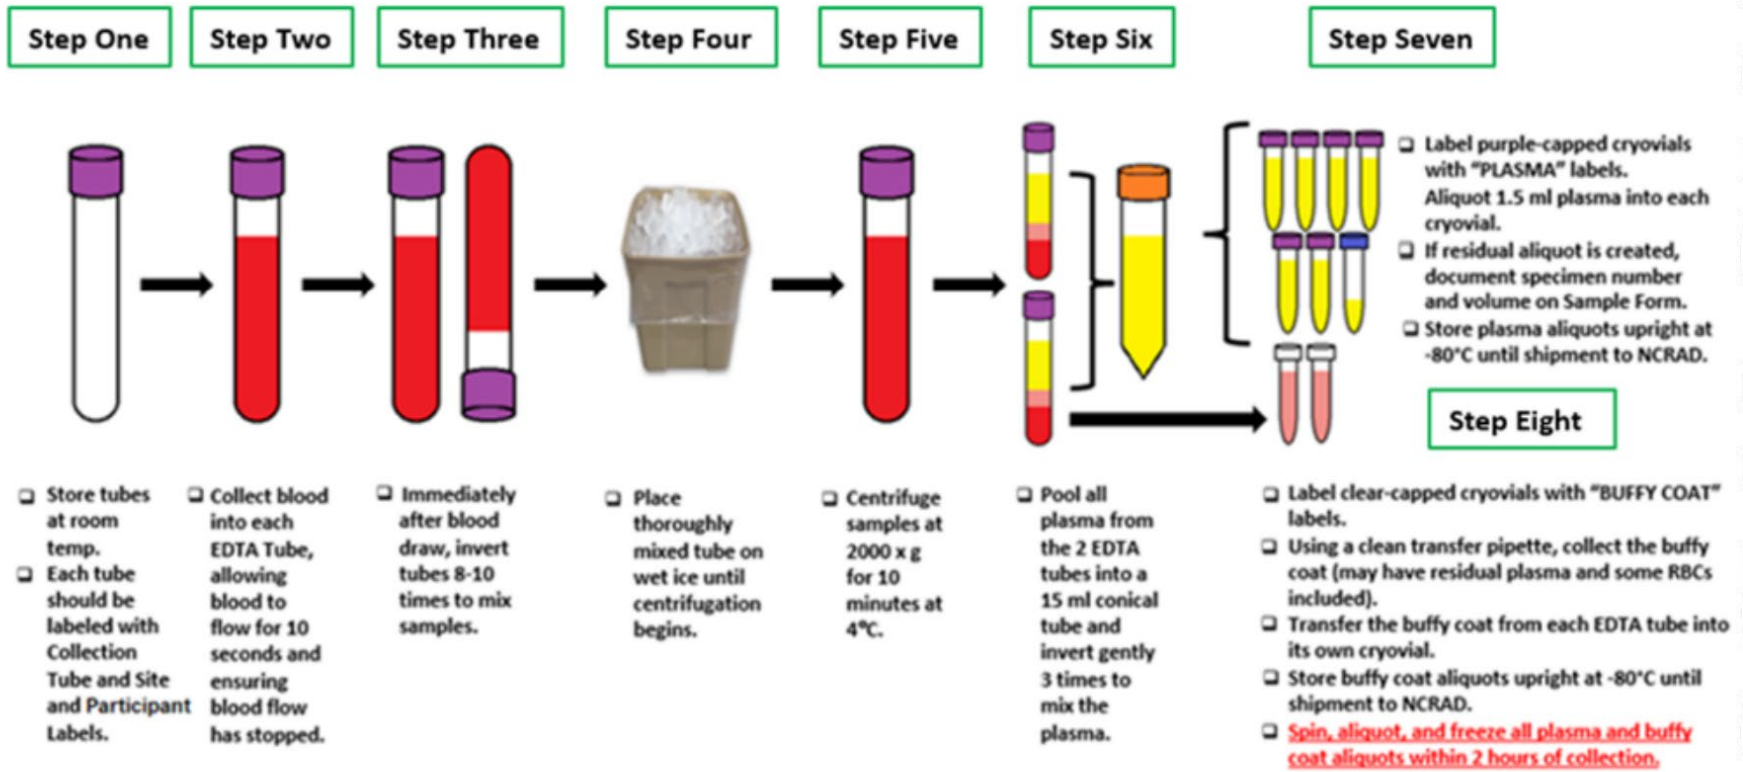 Step One
Step Two
Step Three
Step Four
Step Five
Step Six
Step Seven
Label purple-capped cryovials
with "PLASMA" labels.
Aliquot 1.5 ml plasma into each
cryovial.
If residual aliquot is created,
document specimen number
and volume on Sample Form.
Store plasma aliquots upright at
-80°C until shipment to NCRAD.
Step Eight
Store tubes
at room
temp.
Each tube
should be
labeled with
Collection
Tube and Site
and Participant
Labels.
Collect blood
into each
EDTA Tube,
allowing
blood to
flow for 10
seconds and
ensuring
blood flow
has stopped.
Immediately
after blood
draw, invert
tubes 8-10
times to mix
samples.
Place
thoroughly
mixed tube on
wet ice until
centrifugation
begins.
Centrifuge
samples at
2000 x g
for 10
minutes at
4°C.
Pool all
plasma from
the 2 EDTA
tubes into a
15 ml conical
tube and
invert gently
3 times to
mix the
plasma.
Label clear-capped cryovials with "BUFFY COAT"
labels.
Using a clean transfer pipette, collect the buffy
coat (may have residual plasma and some RBCs
included).
Transfer the buffy coat from each EDTA tube into
its own cryovial.
Store buffy coat aliquots upright at -80°C until
shipment to NCRAD.
Spin, aliquot, and freeze all plasma and buffy
coat aliquots within 2 hours of collection.